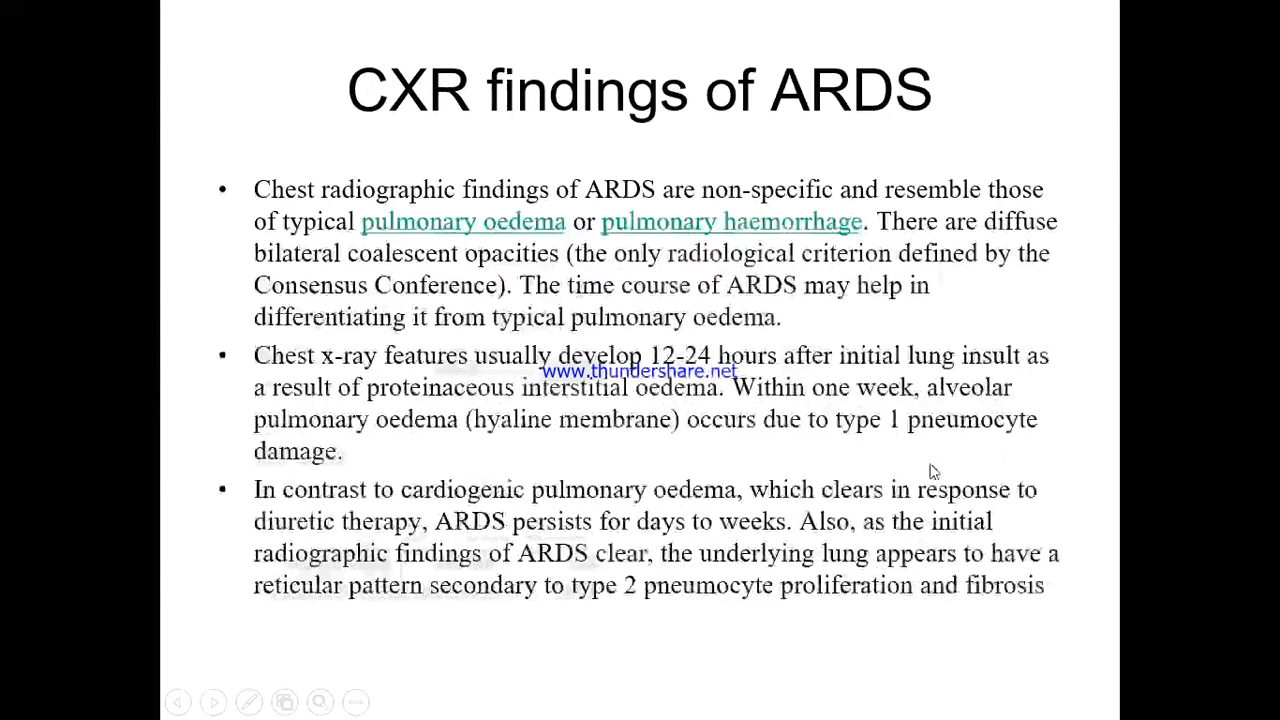 CXR findings of ARDS
• Chest radiographic findings of ARDS are non-specific and resemble those
of typical pulmonary oedema or pulmonary haemorrhage. There are diffuse
bilateral coalescent opacities (the only radiological criterion defined by the
Consensus Conference). The time course of ARDS may help in
differentiating it from typical pulmonary oedema.
• Chest x-ray features usually develop 12-24 hours after initial lung insult as
www.thundershare.net
a result of proteinaceous interstitial oedema. Within one week, alveolar
pulmonary oedema (hyaline membrane) occurs due to type 1 pneumocyte
damage.
• In contrast to cardiogenic pulmonary oedema, which clears in response to
diuretic therapy, ARDS persists for days to weeks. Also, as the initial
radiographic findings of ARDS clear, the underlying lung appears to have a
reticular pattern secondary to type 2 pneumocyte proliferation and fibrosis